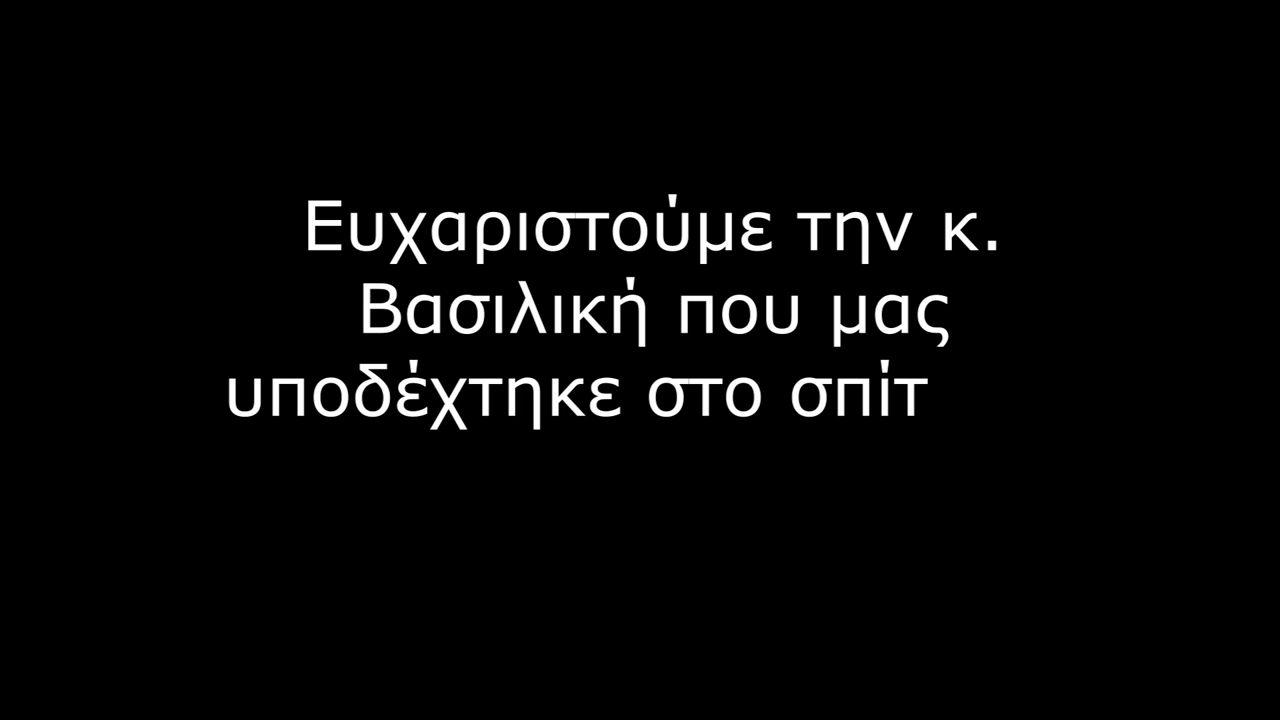 Ευχαριστούμε την κ.
Βασιλική που μας
υποδέχτηκε στο σπίτ